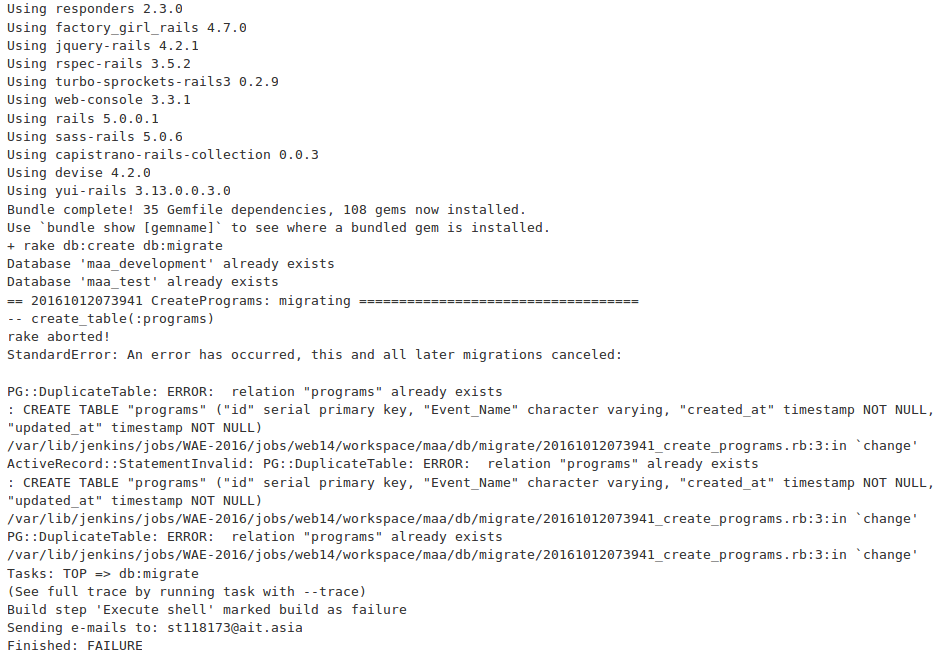 Using responders 2.3.0
Using factory_girl_rails 4.7.0
Using jquery-rails 4.2.1
Using rspec-rails 3.5.2
Using turbo-sprockets-rails3 0.2.9
Using web-console 3.3.1
Using rails 5.0.0.1
Using sass-rails 5.0.6
Using capistrano-rails-collection 0.0.3
Using devise 4.2.0
Using yui-rails 3.13.0.0.3.0
Bundle complete! 35 Gemfile dependencies, 108 gems now installed.
Use `bundle show [gemname]` to see where a bundled gem is installed.
+ rake db:create db:migrate
Database 'maa_development' already exists
Database 'maa_test' already exists
== 20161012073941 CreatePrograms: migrating ===================================
-- create_table(:programs)
rake aborted!
StandardError: An error has occurred, this and all later migrations canceled:

PG::DuplicateTable: ERROR:  relation "programs" already exists
: CREATE TABLE "programs" ("id" serial primary key, "Event_Name" character varying, "created_at" timestamp NOT NULL,
"updated_at" timestamp NOT NULL)
/var/lib/jenkins/jobs/WAE-2016/jobs/web14/workspace/maa/db/migrate/20161012073941_create_programs.rb:3:in `change'
ActiveRecord::StatementInvalid: PG::DuplicateTable: ERROR:  relation "programs" already exists
: CREATE TABLE "programs" ("id" serial primary key, "Event_Name" character varying, "created_at" timestamp NOT NULL,
"updated_at" timestamp NOT NULL)
/var/lib/jenkins/jobs/WAE-2016/jobs/web14/workspace/maa/db/migrate/20161012073941_create_programs.rb:3:in `change'
PG::DuplicateTable: ERROR:  relation "programs" already exists
/var/lib/jenkins/jobs/WAE-2016/jobs/web14/workspace/maa/db/migrate/20161012073941_create_programs.rb:3:in `change'
Tasks: TOP => db:migrate
(See full trace by running task with --trace)
Build step 'Execute shell' marked build as failure
Sending e-mails to: st118173@ait.asia
Finished: FAILURE